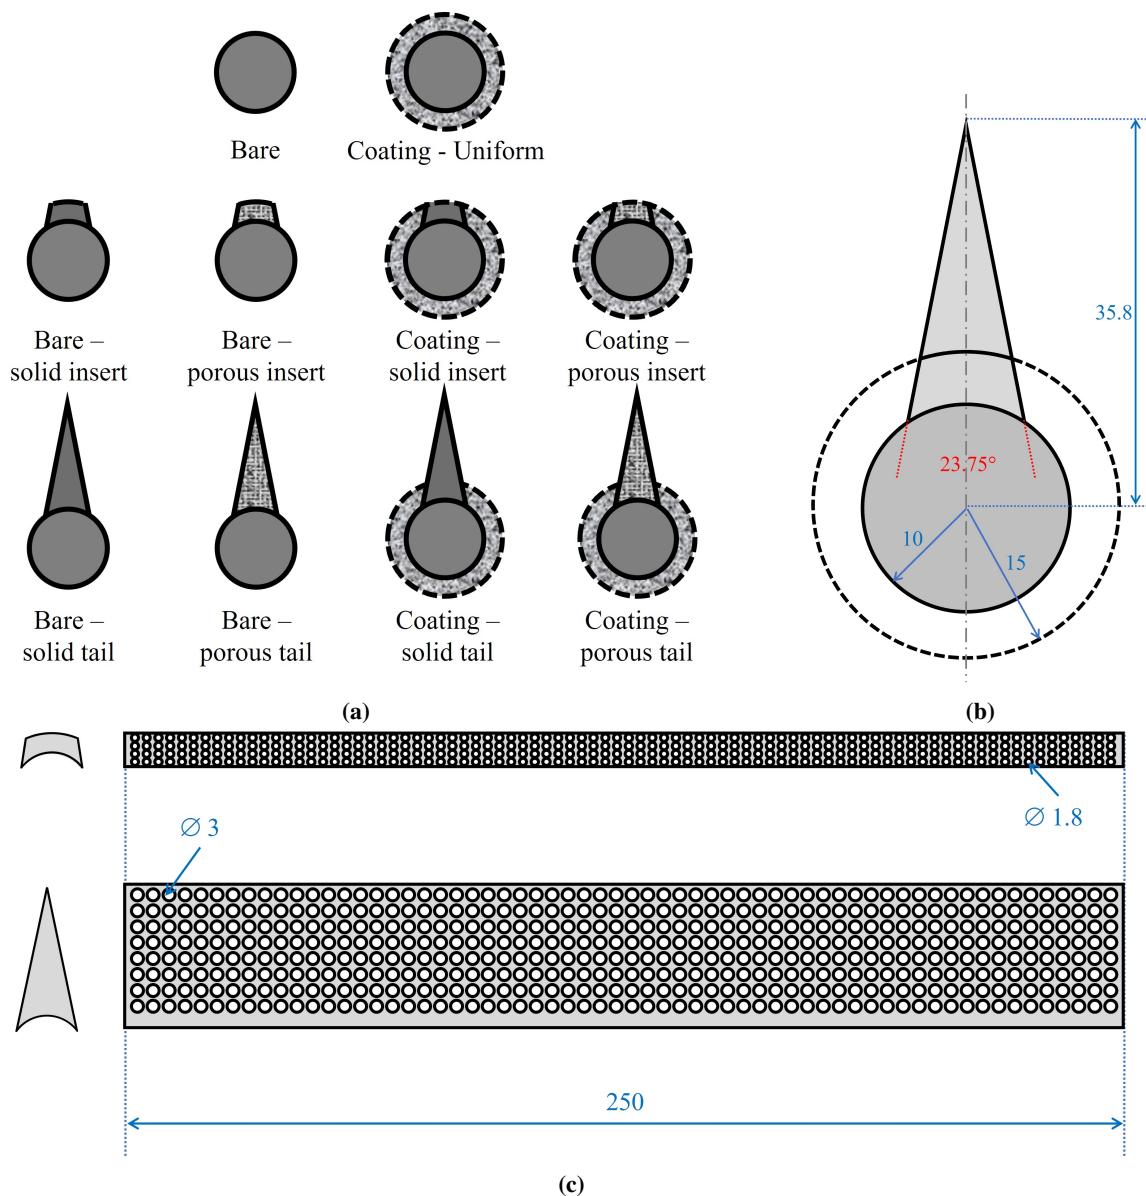 Bare
Coating - Uniform
Bare –
solid insert
Bare –
porous insert
Coating –
solid insert
Coating –
porous insert
Bare –
solid tail
Bare –
porous tail
Coating –
solid tail
Coating –
porous tail
(a)
35.8
23.75°
10
15
(b)
∅ 1.8
∅ 3
250
(c)